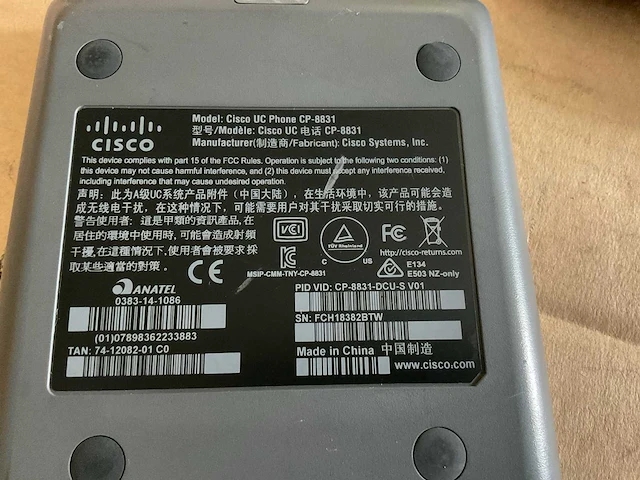 CISCO
Model: Cisco UC Phone CP-8831
型号/Modèle: Cisco UC 电话 CP-8831
Manufacturer(制造商/Fabricant): Cisco Systems, Inc.
This device complies with part 15 of the FCC Rules. Operation is subject to the following two conditions: (1)
this device may not cause harmful interference, and (2) this device must accept any interference received,
including interference that may cause undesired operation.
声明：此为A级UC系统产品附件（中国大陆），在生活环境中，该产品可能会造
成无线电干扰，在这种情况下，可能需要用户对其干扰采取切实可行的措施。
警告使用者：這是甲類的資訊產品，在
居住的環境中使用時，可能會造成射頻
干擾，在這種情況下，使用者會被要求採
取某些適當的對策。
CE
VCI
MSIP-CMM-TNY-CP-8831
TÜV Rheinland
C US
FC
http://cisco-returns.com
E134
E503 NZ-only
ANATEL
0383-14-1086
(01)07898362233883
TAN: 74-12082-01 C0
PID VID: CP-8831-DCU-S V01
SN: FCH18382BTW
Made in China 中国制造
www.cisco.com